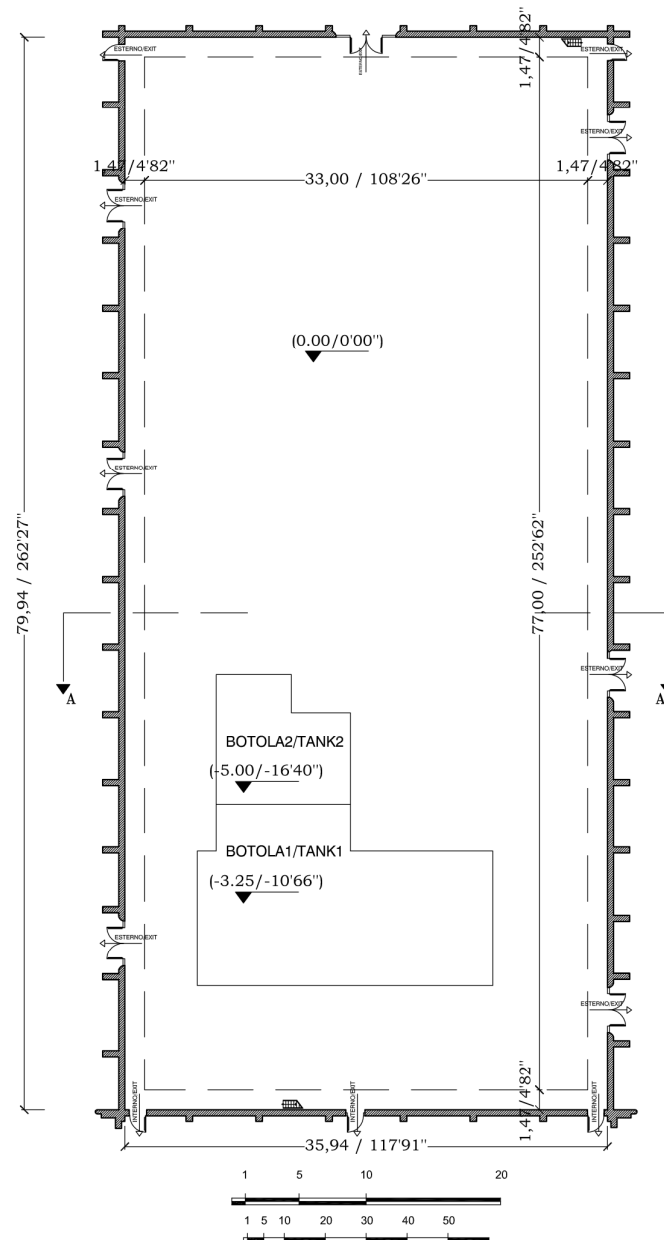 ESTERNO/EXIT
ESTERNO/EXIT
ESTERNO/EXIT
1,47/4'82"
ESTERNO/EXIT
1,47/4'82"
33,00 / 108'26"
1,47/4'82"
ESTERNO/EXIT
(0.00/0'00")
ESTERNO/EXIT
79,94 / 262'27"
77,00 / 252'62"
A
A
ESTERNO/EXIT
BOTOLA2/TANK2
(-5.00/-16'40")
BOTOLA1/TANK1
(-3.25/-10'66")
ESTERNO/EXIT
ESTERNO/EXIT
INTERNO/EXIT
INTERNO/EXIT
INTERNO/EXIT
1,47/4'82"
35,94 / 117'91"
1 5 10 20
1 5 10 20 30 40 50